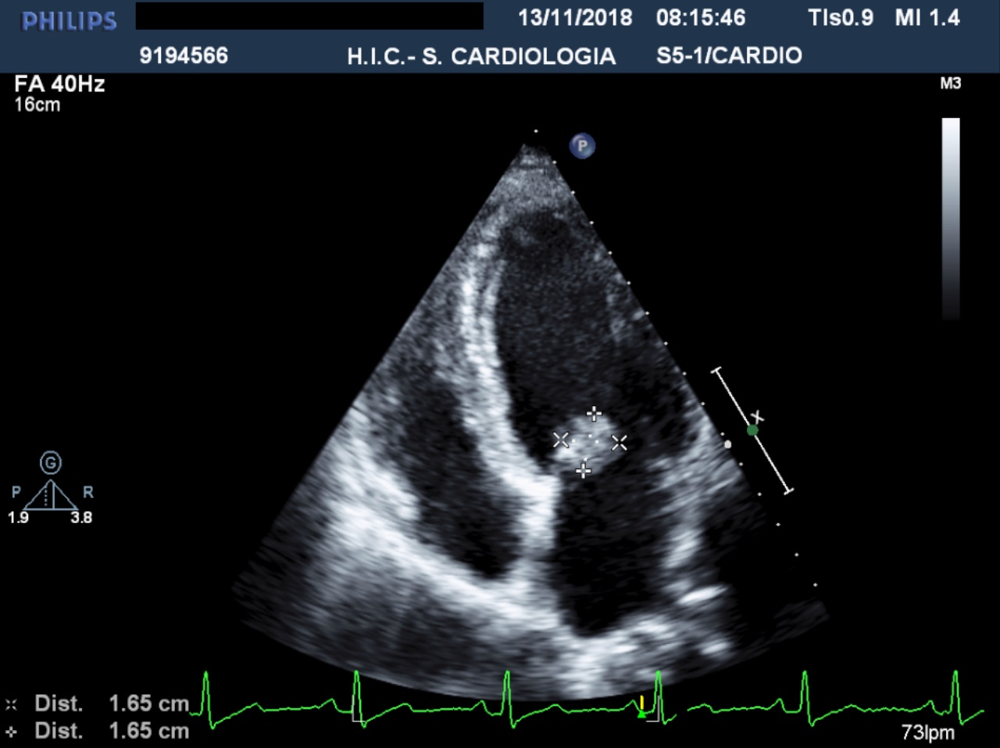 PHILIPS 13/11/2018 08:15:46 TIs0.9 MI 1.4
9194566 H.I.C.- S. CARDIOLOGIA S5-1/CARDIO
FA 40Hz
16cm
M3
P
X
G
P R
1.9 3.8
Dist. 1.65 cm
Dist. 1.65 cm
73lpm